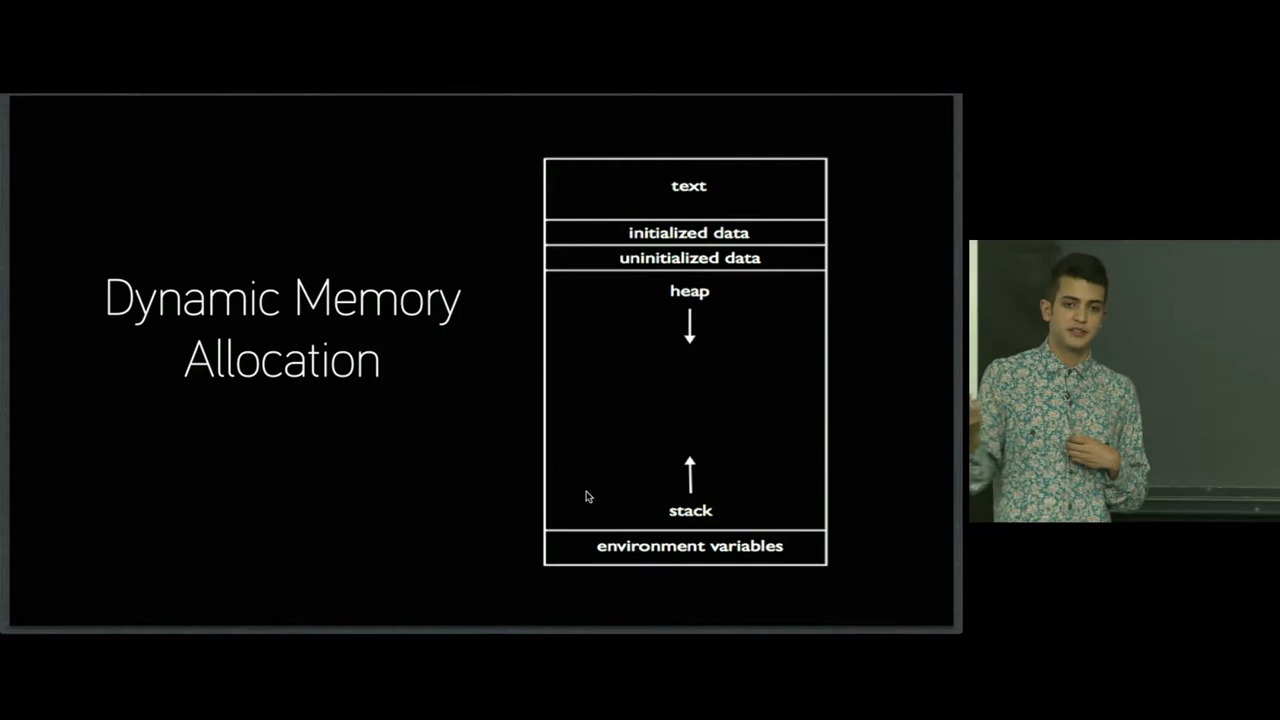 Dynamic Memory
Allocation
text
initialized data
uninitialized data
heap
stack
environment variables